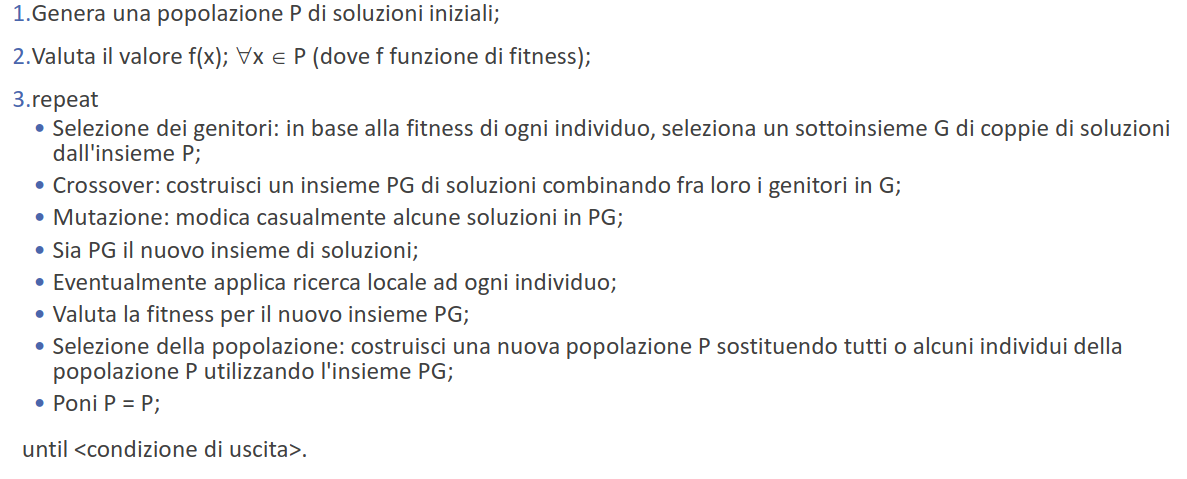 1.Genera una popolazione P di soluzioni iniziali;
2.Valuta il valore f(x); ∀x ∈ P (dove f funzione di fitness);
3.repeat
• Selezione dei genitori: in base alla fitness di ogni individuo, seleziona un sottoinsieme G di coppie di soluzioni
dall'insieme P;
• Crossover: costruisci un insieme PG di soluzioni combinando fra loro i genitori in G;
• Mutazione: modica casualmente alcune soluzioni in PG;
• Sia PG il nuovo insieme di soluzioni;
• Eventualmente applica ricerca locale ad ogni individuo;
• Valuta la fitness per il nuovo insieme PG;
• Selezione della popolazione: costruisci una nuova popolazione P sostituendo tutti o alcuni individui della
popolazione P utilizzando l'insieme PG;
• Poni P = P;
until <condizione di uscita>.